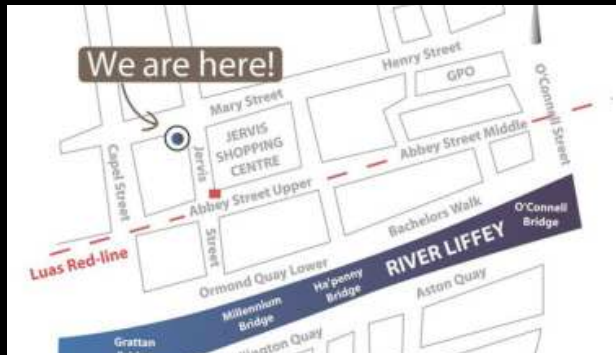 We are here!
Henry Street
GPO
O'Connell Street
Mary Street
JERVIS
SHOPPING
CENTRE
Capel Street
Jervis
Street
Abbey Street Middle
Abbey Street Upper
Luas Red-line
Bachelors Walk
O'Connell
Bridge
Ormond Quay Lower
RIVER LIFFEY
Ha'penny
Bridge
Aston Quay
Millennium
Bridge
Grattan
Quay